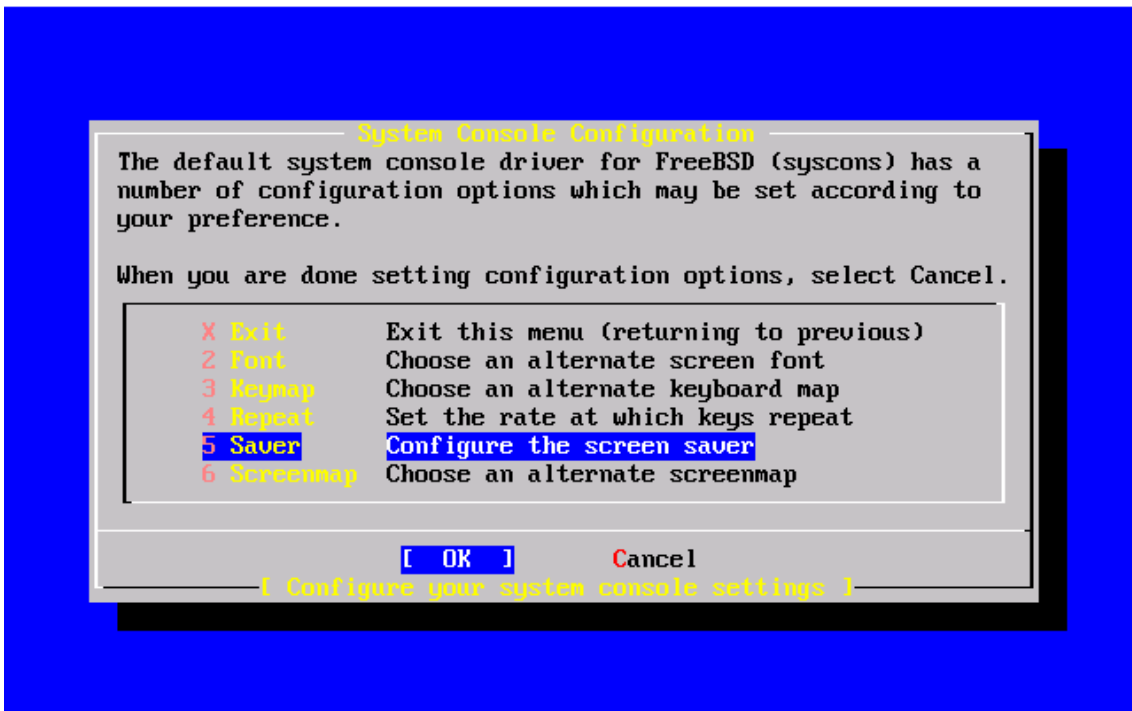 System Console Configuration
The default system console driver for FreeBSD (syscons) has a
number of configuration options which may be set according to
your preference.
When you are done setting configuration options, select Cancel.
X Exit Exit this menu (returning to previous)
2 Font Choose an alternate screen font
3 Keymap Choose an alternate keyboard map
4 Repeat Set the rate at which keys repeat
5 Saver Configure the screen saver
6 Screenmap Choose an alternate screenmap
[ OK ] Cancel
[ Configure your system console settings ]